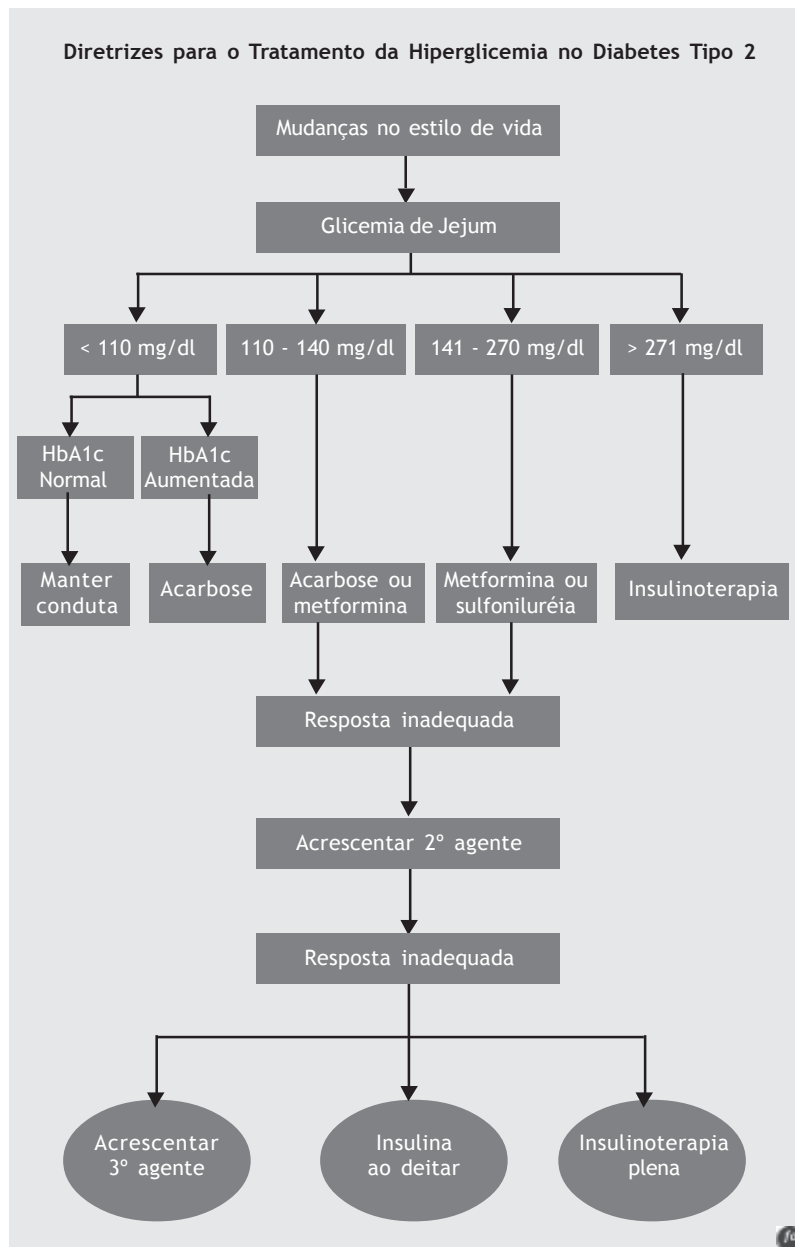 Diretrizes para o Tratamento da Hiperglicemia no Diabetes Tipo 2
Mudanças no estilo de vida
Glicemia de Jejum
< 110 mg/dl
110 - 140 mg/dl
141 - 270 mg/dl
> 271 mg/dl
HbA1c
Normal
HbA1c
Aumentada
Manter
conduta
Acarbose
Acarbose ou
metformina
Metformina ou
sulfoniluréia
Insulinoterapia
Resposta inadequada
Acrescentar 2º agente
Resposta inadequada
Acrescentar
3º agente
Insulina
ao deitar
Insulinoterapia
plena